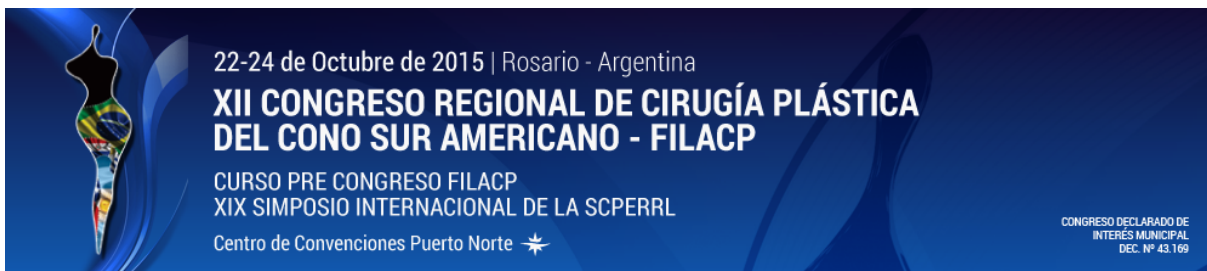 22-24 de Octubre de 2015 | Rosario - Argentina
XII CONGRESO REGIONAL DE CIRUGÍA PLÁSTICA
DEL CONO SUR AMERICANO - FILACP
CURSO PRE CONGRESO FILACP
XIX SIMPOSIO INTERNACIONAL DE LA SCPERRL
Centro de Convenciones Puerto Norte
CONGRESO DECLARADO DE
INTERÉS MUNICIPAL
DEC. Nº 43.169